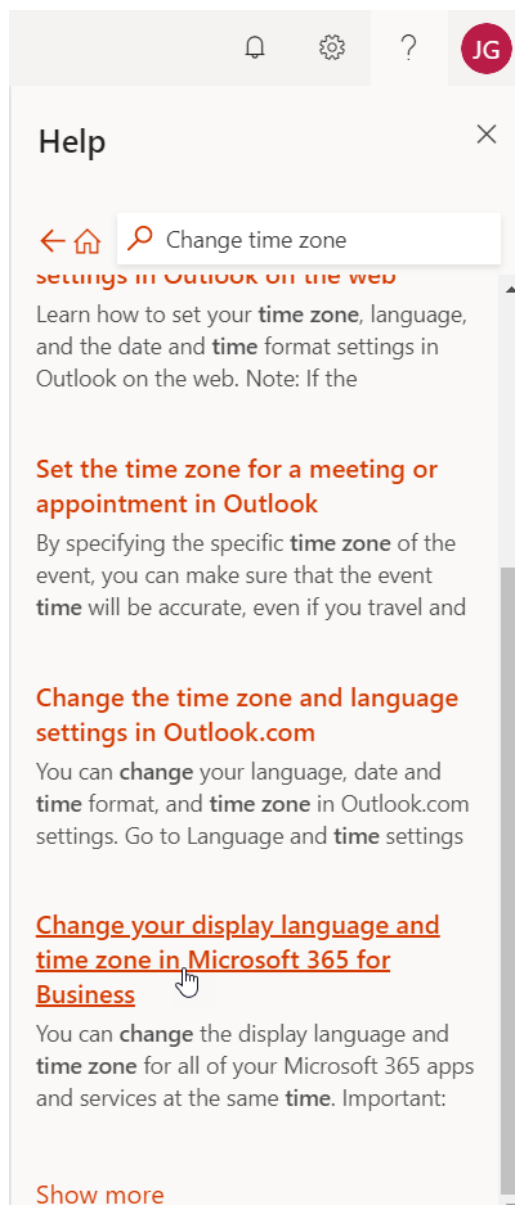 JG
Help
Change time zone
settings in Outlook on the web
Learn how to set your time zone, language,
and the date and time format settings in
Outlook on the web. Note: If the
Set the time zone for a meeting or
appointment in Outlook
By specifying the specific time zone of the
event, you can make sure that the event
time will be accurate, even if you travel and
Change the time zone and language
settings in Outlook.com
You can change your language, date and
time format, and time zone in Outlook.com
settings. Go to Language and time settings
Change your display language and
time zone in Microsoft 365 for
Business
You can change the display language and
time zone for all of your Microsoft 365 apps
and services at the same time. Important:
Show more